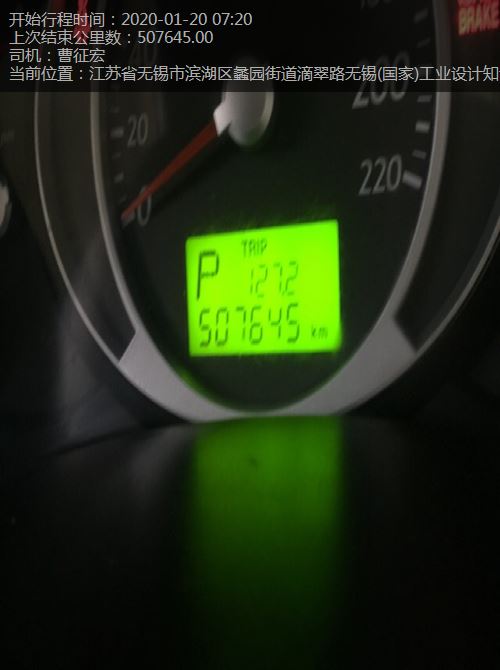 开始行程时间：2020-01-20 07:20
上次结束公里数：507645.00
司机：曹征宏
当前位置：江苏省无锡市滨湖区蠡园街道滴翠路无锡(国家)工业设计知
BRAKE
20
200
0
220
TRIP
P
127.2
507645 km